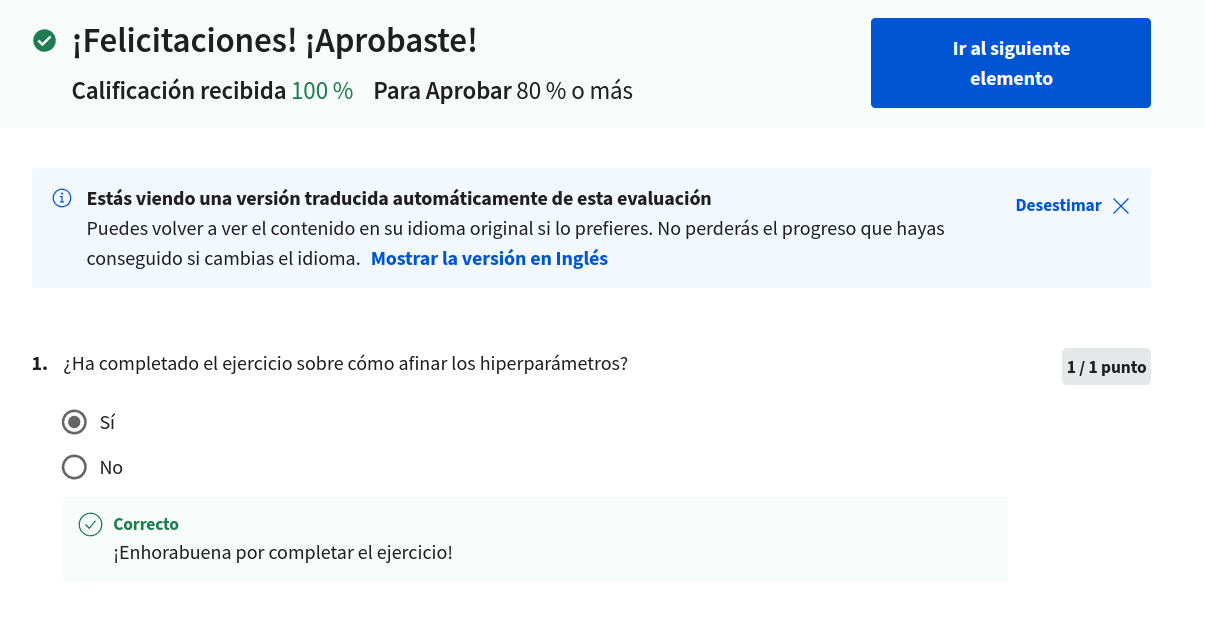 ¡Felicitaciones! ¡Aprobaste!
Calificación recibida 100 % Para Aprobar 80 % o más
Ir al siguiente
elemento
Estás viendo una versión traducida automáticamente de esta evaluación
Desestimar
Puedes volver a ver el contenido en su idioma original si lo prefieres. No perderás el progreso que hayas
conseguido si cambias el idioma. Mostrar la versión en Inglés
1. ¿Ha completado el ejercicio sobre cómo afinar los hiperparámetros?
1 / 1 punto
Sí
No
Correcto
¡Enhorabuena por completar el ejercicio!